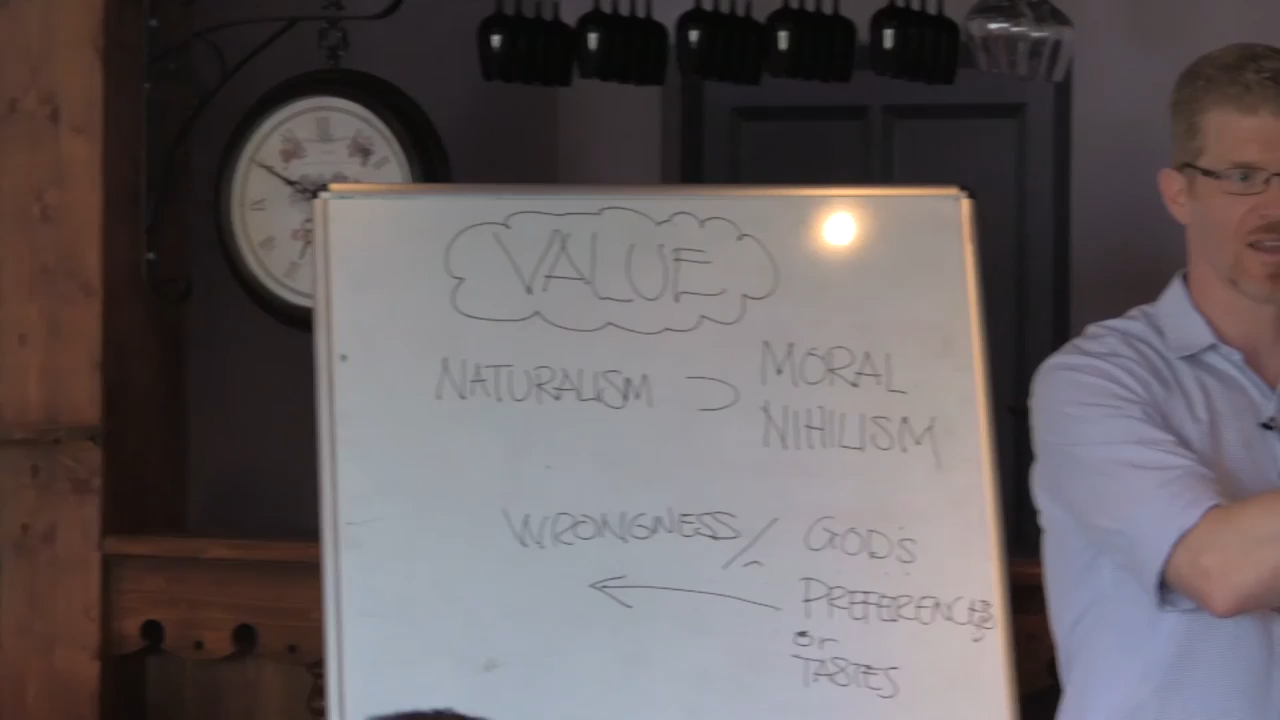 VALUE
NATURALISM ⊃ MORAL
NIHILISM
WRONGNESS / GOD'S
← PREFERENCES
or
TASTES